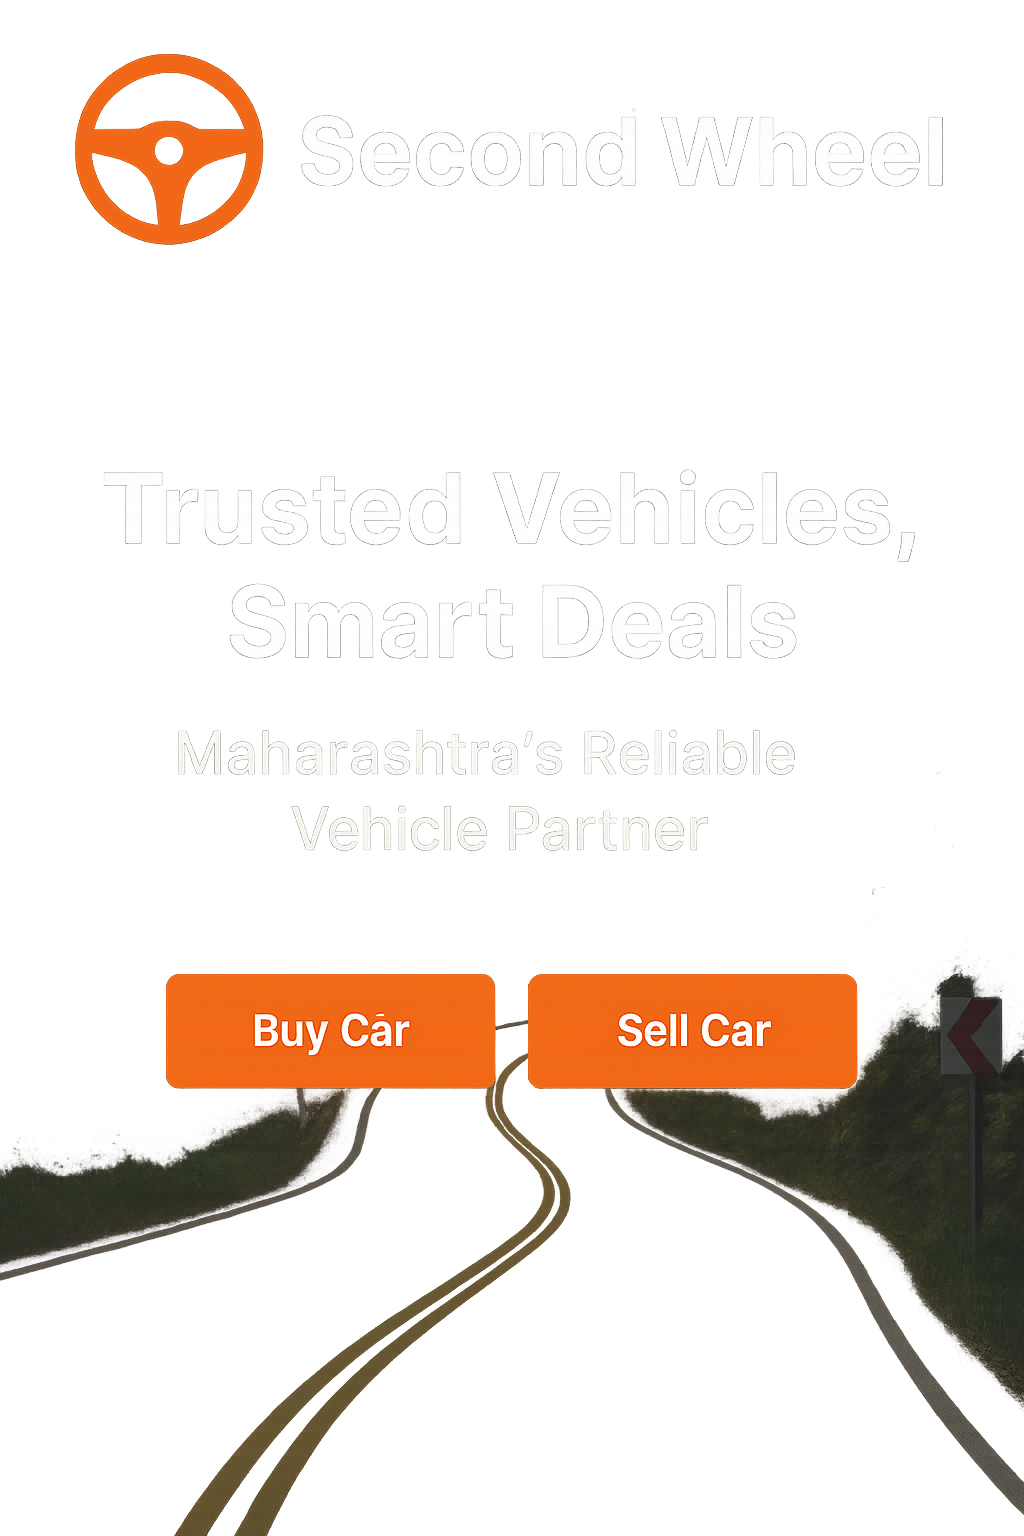 Second Wheel
Trusted Vehicles,
Smart Deals
Maharashtra’s Reliable
Vehicle Partner
Buy Car
Sell Car